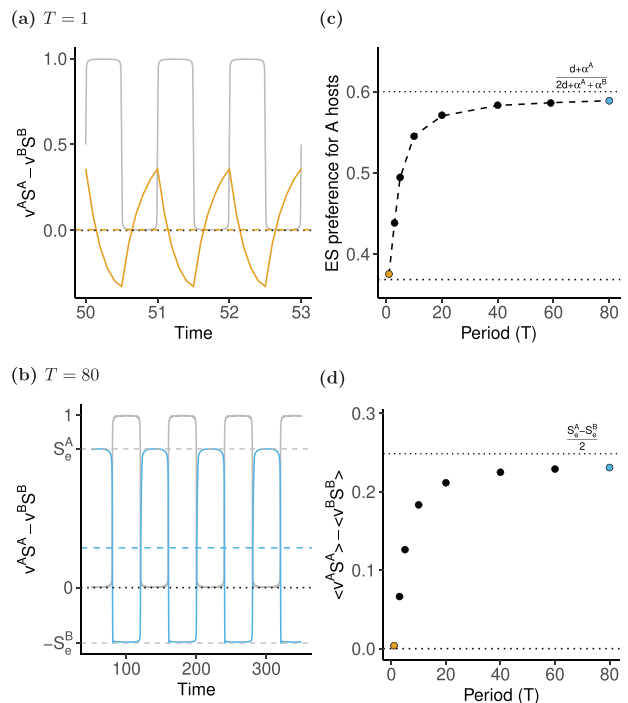 (a) T = 1
1.0
0.5
0.0
v^A S^A – v^B S^B
50 51 52 53
Time
(c)
d+α^A
2d+α^A+α^B
0.6
0.5
0.4
ES preference for A hosts
0 20 40 60 80
Period (T)
(b) T = 80
1
S_e^A
0
–S_e^B
v^A S^A – v^B S^B
100 200 300
Time
(d)
S_e^A–S_e^B
2
0.3
0.2
0.1
0.0
<v^A S^A> – <v^B S^B>
0 20 40 60 80
Period (T)